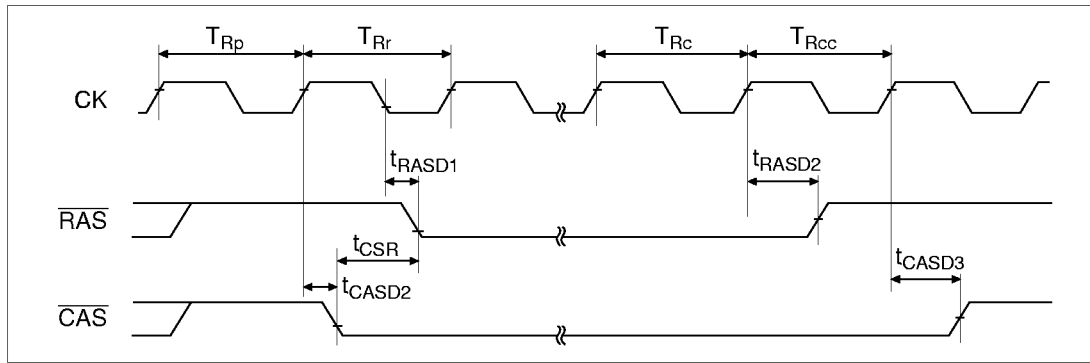 TRp TRr TRc TRcc
CK
tRASD1 tRASD2
RAS
tCSR
tCASD3
tCASD2
CAS